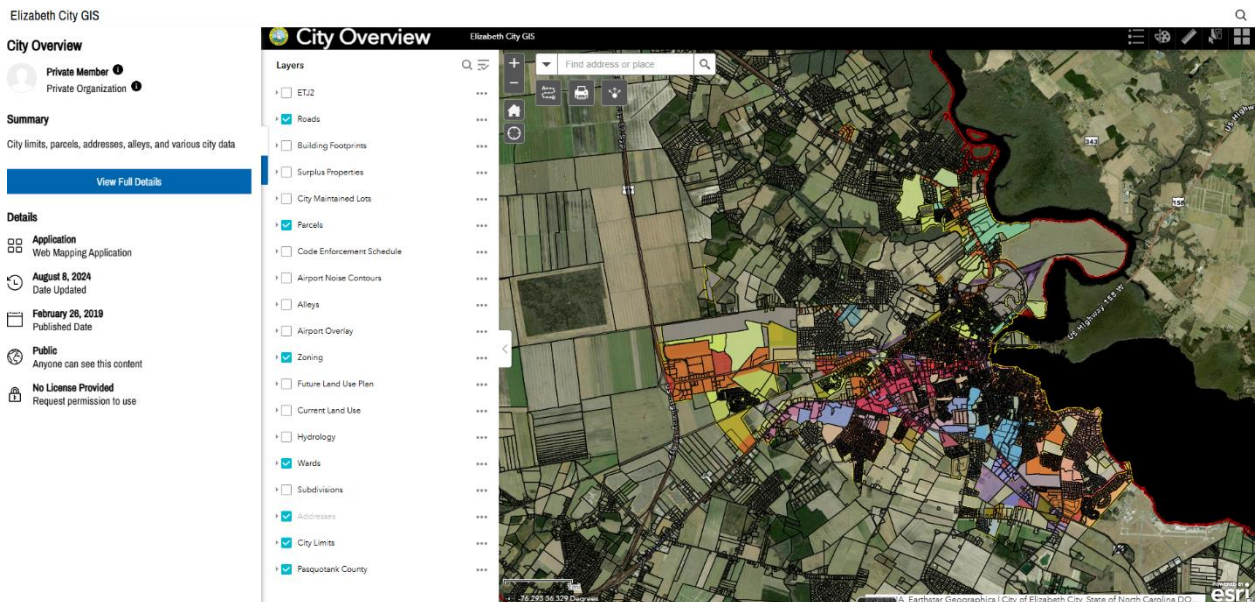 Elizabeth City GIS
City Overview
Private Member
Private Organization
Summary
City limits, parcels, addresses, alleys, and various city data
View Full Details
Details
Application
Web Mapping Application
August 8, 2024
Date Updated
February 26, 2019
Published Date
Public
Anyone can see this content
No License Provided
Request permission to use
City Overview
Elizabeth City GIS
Layers
ETJ2
Roads
Building Footprints
Surplus Properties
City Maintained Lots
Parcels
Code Enforcement Schedule
Airport Noise Contours
Alleys
Airport Overlay
Zoning
Future Land Use Plan
Current Land Use
Hydrology
Wards
Subdivisions
Addresses
City Limits
Pasquotank County
Find address or place
343
158
US Highway 158 W
-76.293 36.329 Degrees
Earthstar Geographics | City of Elizabeth City, State of North Carolina DO...
POWERED BY
esri